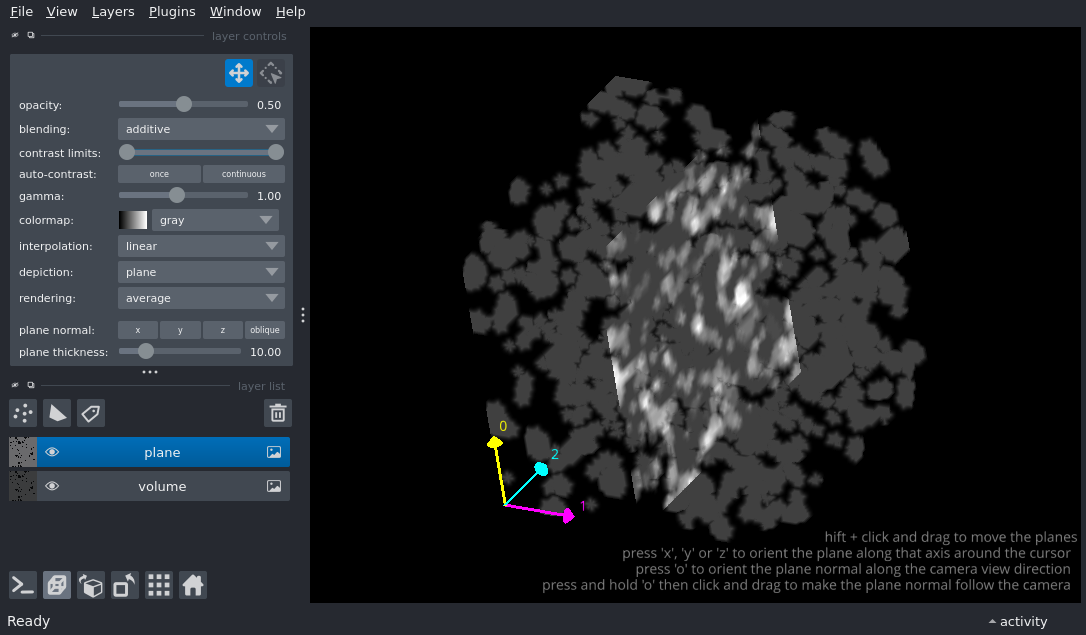 File View Layers Plugins Window Help
layer controls
opacity: 0.50
blending: additive
contrast limits:
auto-contrast: once continuous
gamma: 1.00
colormap: gray
interpolation: linear
depiction: plane
rendering: average
plane normal: x y z oblique
plane thickness: 10.00
layer list
plane
volume
0
2
1
hift + click and drag to move the planes
press 'x', 'y' or 'z' to orient the plane along that axis around the cursor
press 'o' to orient the plane normal along the camera view direction
press and hold 'o' then click and drag to make the plane normal follow the camera
Ready
activity